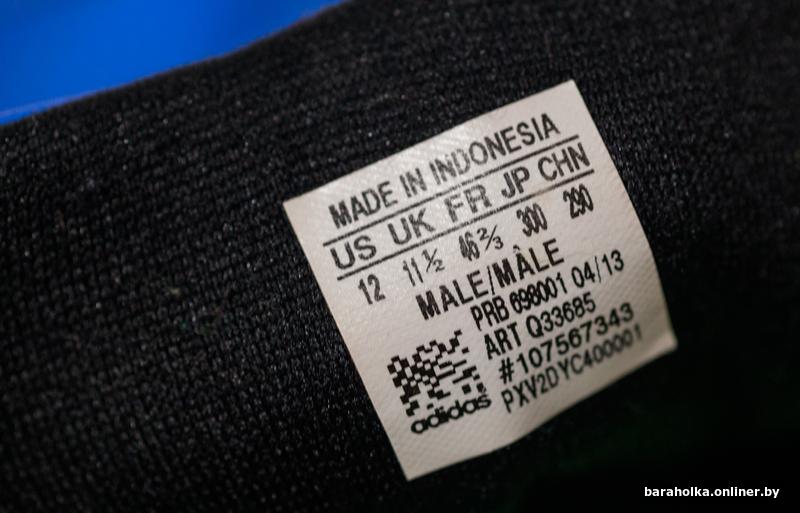 MADE IN INDONESIA
US UK FR JP CHN
12 11½ 46⅔ 300 290
MALE/MÂLE
PRB 698001 04/13
ART Q33685
#107567343
PXV2DYC400001
adidas
baraholka.onliner.by